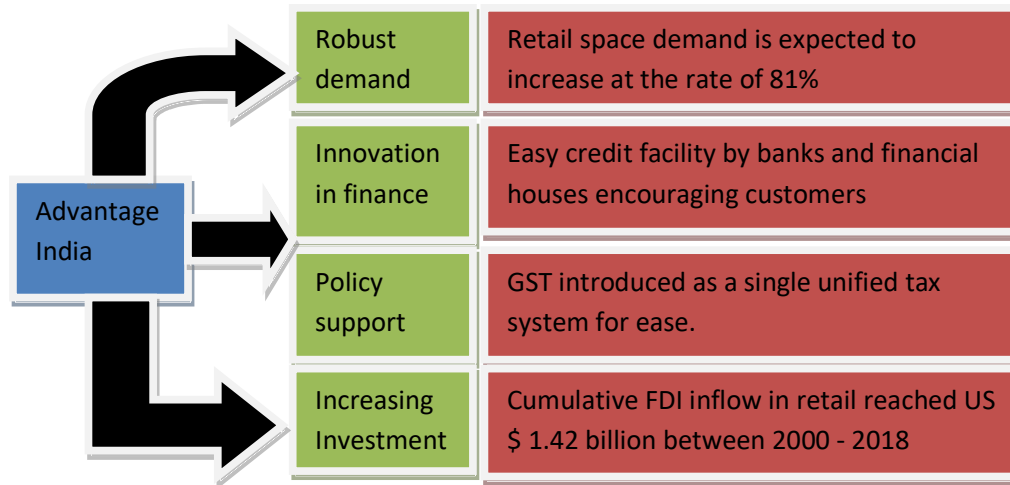 Advantage
India
Robust
demand
Retail space demand is expected to
increase at the rate of 81%
Innovation
in finance
Easy credit facility by banks and financial
houses encouraging customers
Policy
support
GST introduced as a single unified tax
system for ease.
Increasing
Investment
Cumulative FDI inflow in retail reached US
$ 1.42 billion between 2000 - 2018